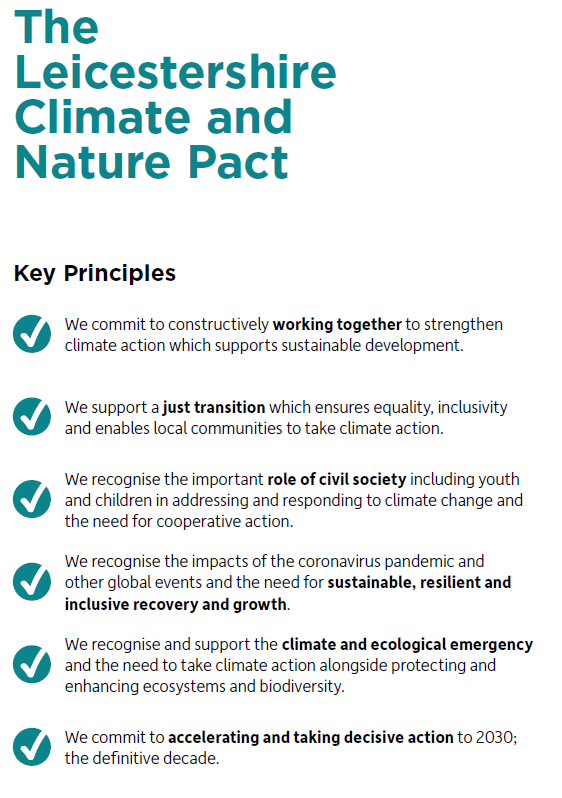 The
Leicestershire
Climate and
Nature Pact
Key Principles
We commit to constructively working together to strengthen
climate action which supports sustainable development.
We support a just transition which ensures equality, inclusivity
and enables local communities to take climate action.
We recognise the important role of civil society including youth
and children in addressing and responding to climate change and
the need for cooperative action.
We recognise the impacts of the coronavirus pandemic and
other global events and the need for sustainable, resilient and
inclusive recovery and growth.
We recognise and support the climate and ecological emergency
and the need to take climate action alongside protecting and
enhancing ecosystems and biodiversity.
We commit to accelerating and taking decisive action to 2030;
the definitive decade.